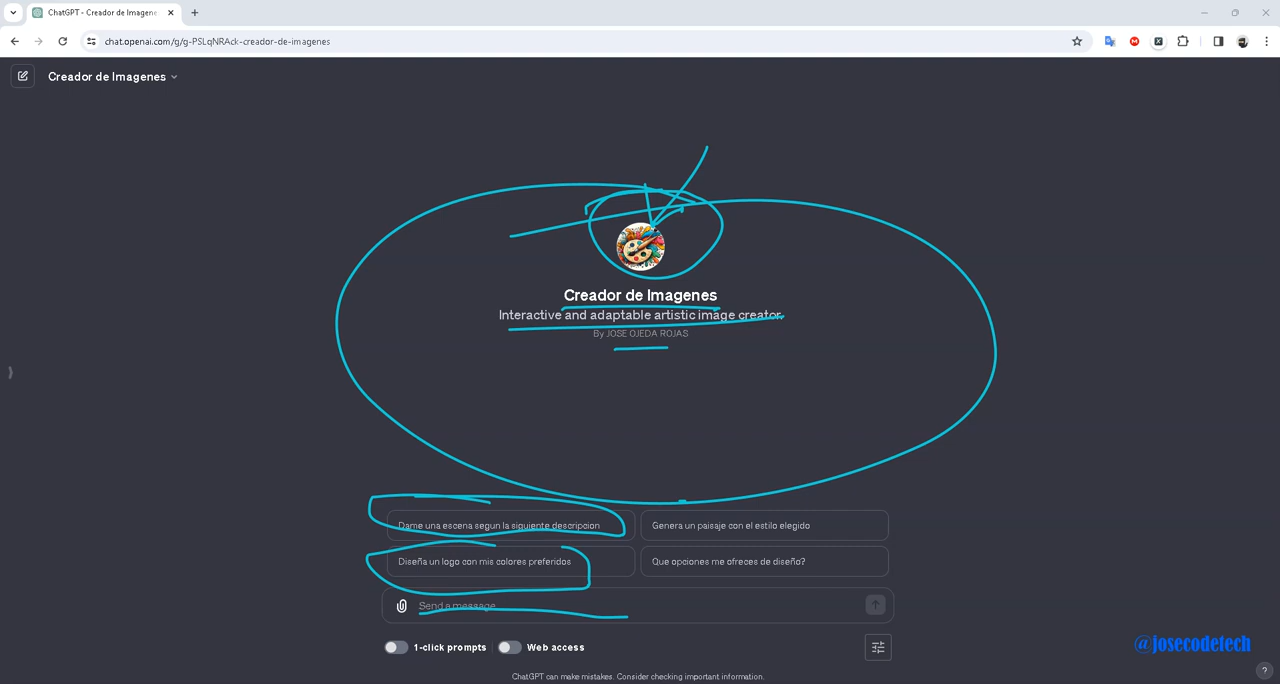 ChatGPT - Creador de Imagene
chat.openai.com/g/g-PSLqNRAck-creador-de-imagenes
Creador de Imagenes
Creador de Imagenes
Interactive and adaptable artistic image creator.
By JOSE OJEDA ROJAS
Dame una escena segun la siguiente descripcion
Genera un paisaje con el estilo elegido
Diseña un logo con mis colores preferidos
Que opciones me ofreces de diseño?
Send a message
1-click prompts
Web access
@josecodetech
ChatGPT can make mistakes. Consider checking important information.
?